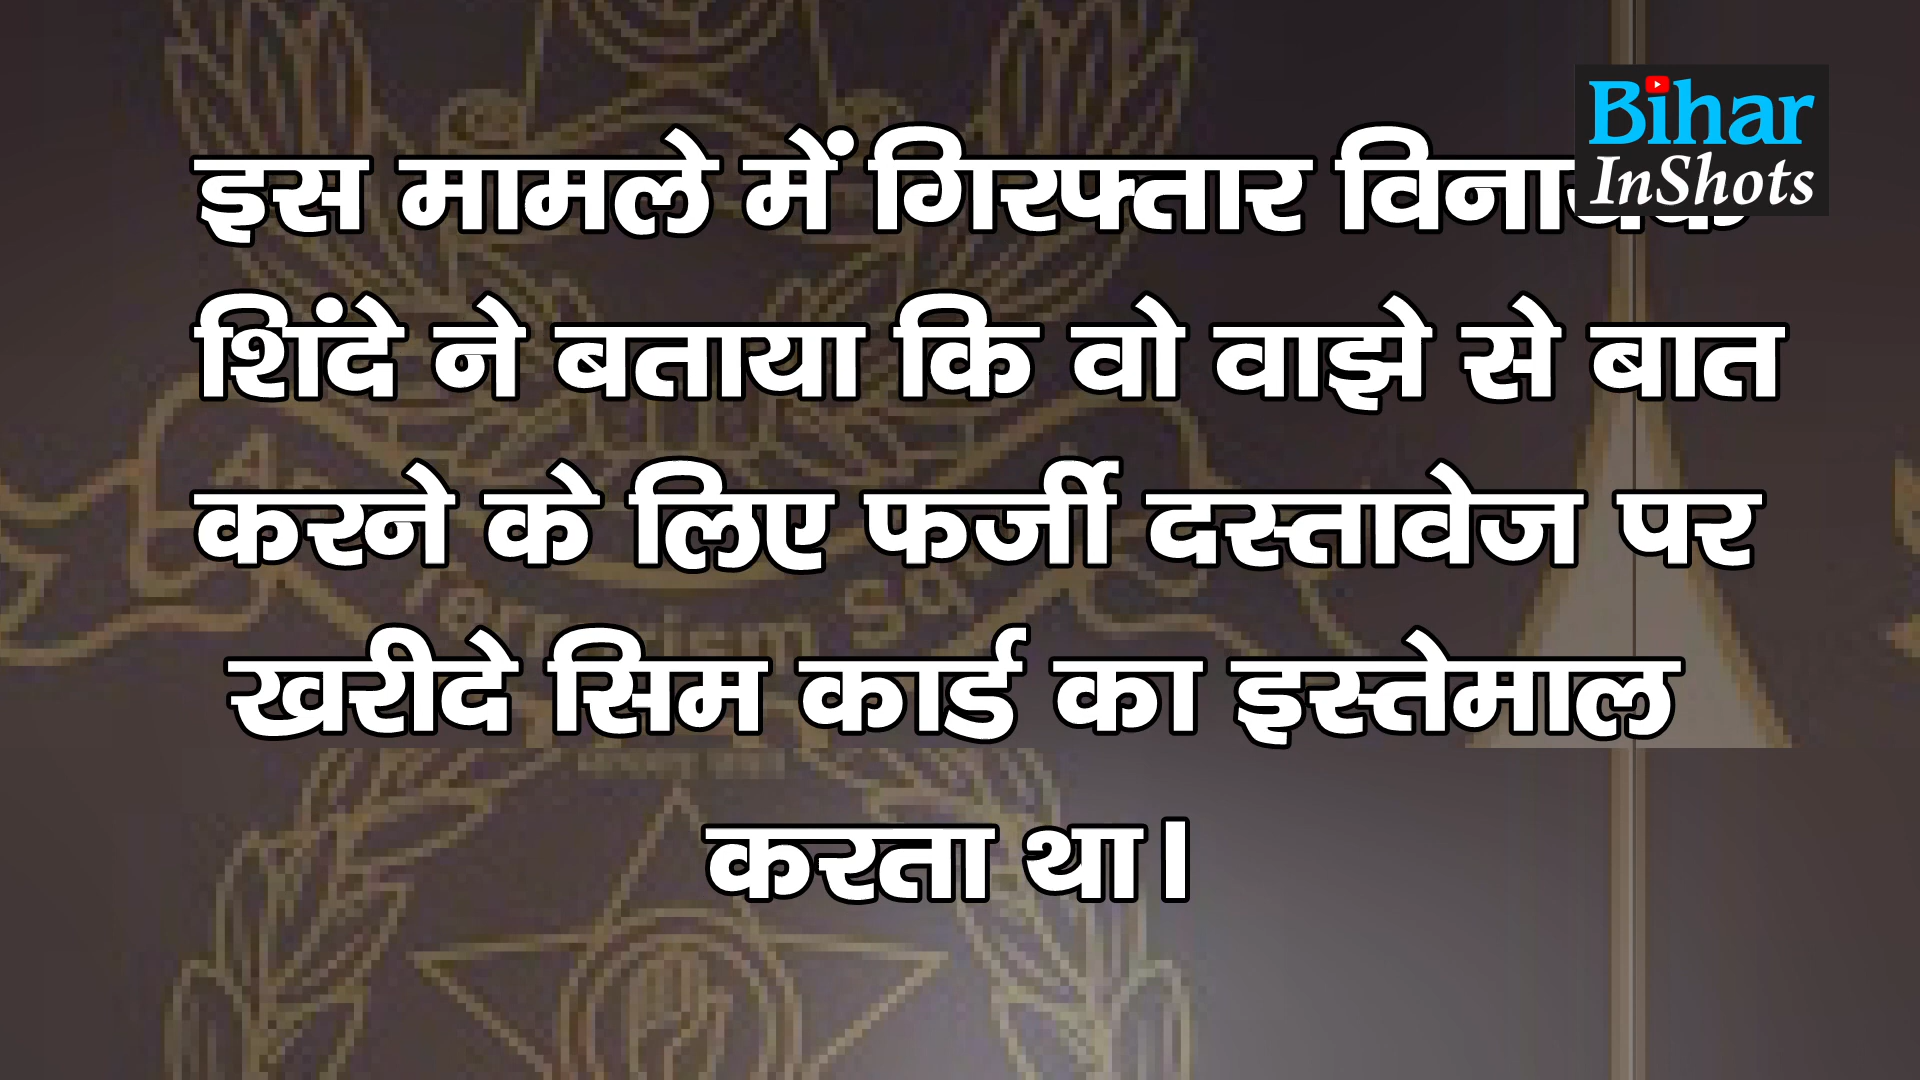 Bihar
InShots
इस मामले में गिरफ्तार
शिंदे ने बताया कि वो वाझे से बात
करने के लिए फर्जी दस्तावेज पर
खरीदे सिम कार्ड का इस्तेमाल
करता था।